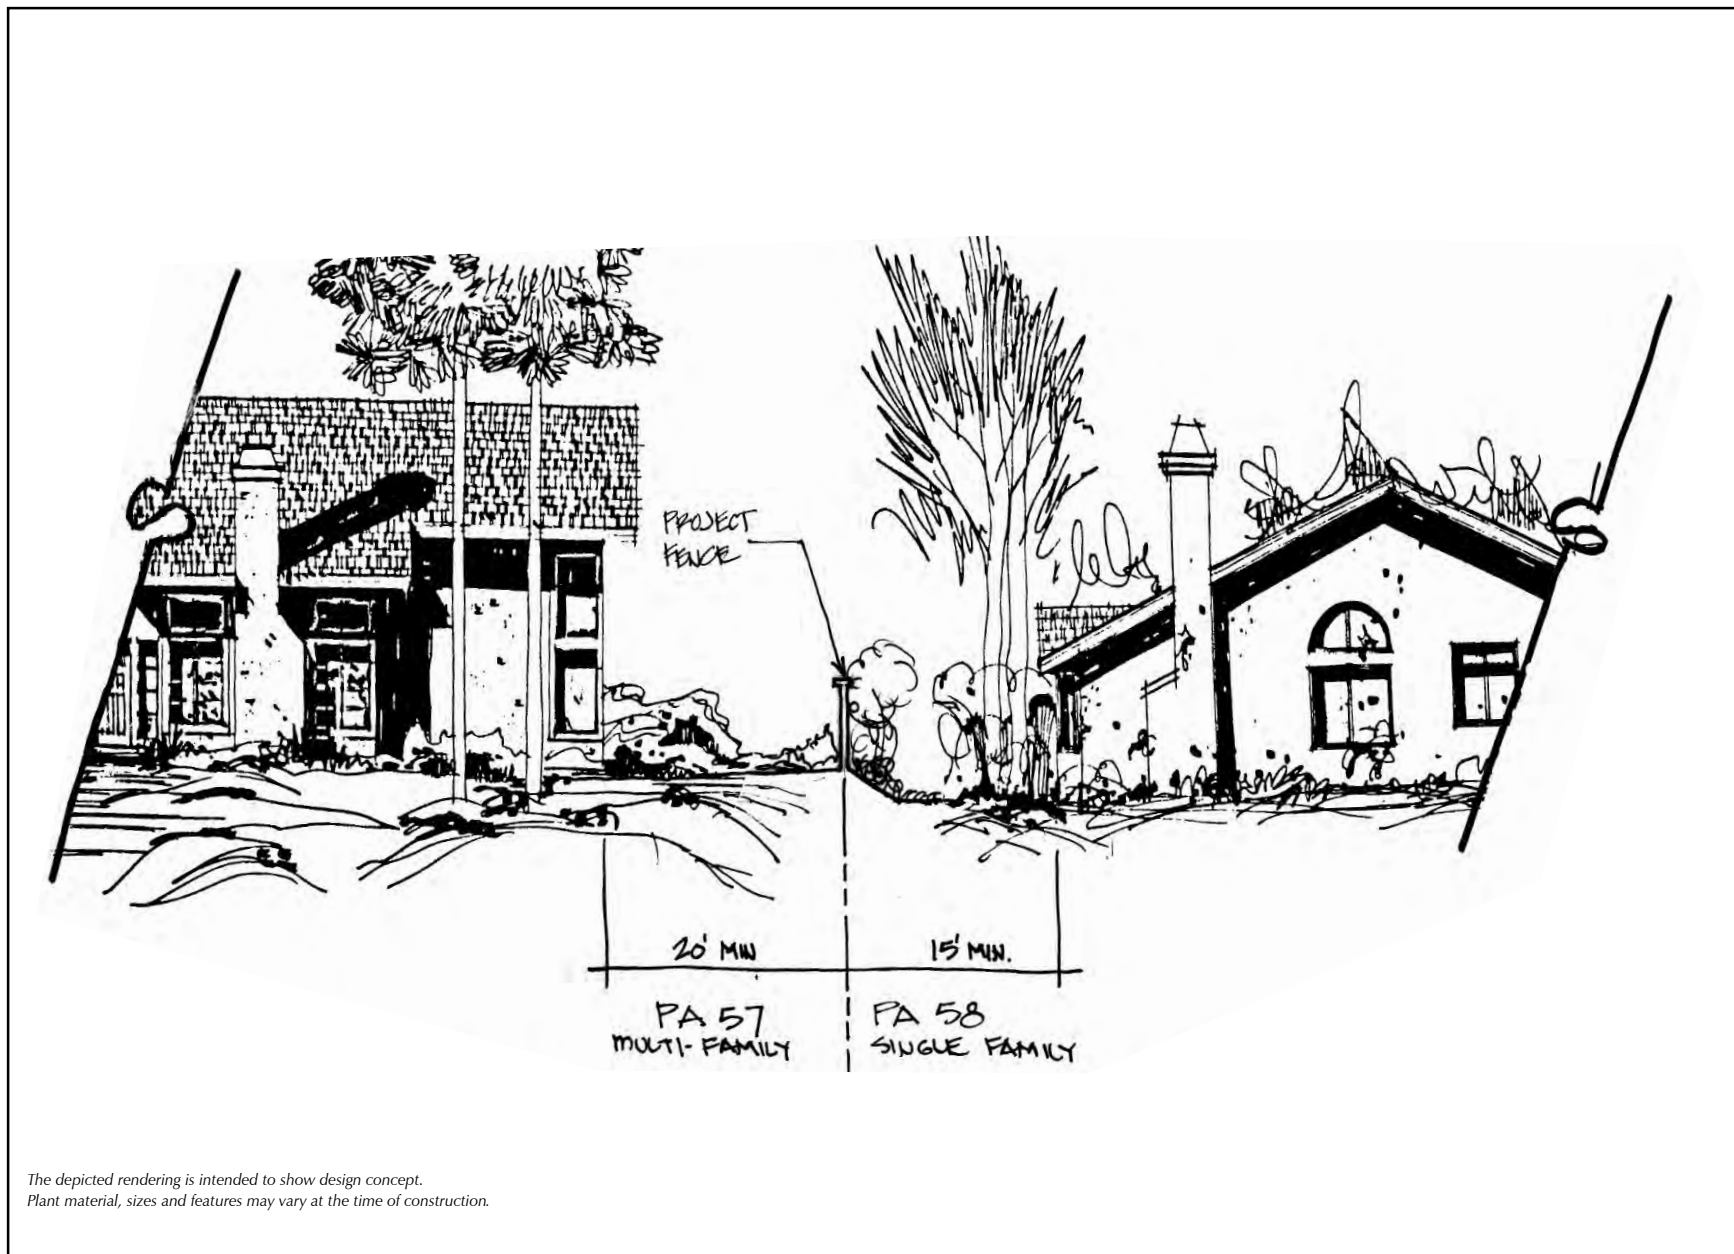 PROJECT
FENCE
20' MIN
15' MIN.
PA 57
MULTI-FAMILY
PA 58
SINGLE FAMILY
The depicted rendering is intended to show design concept.
Plant material, sizes and features may vary at the time of construction.